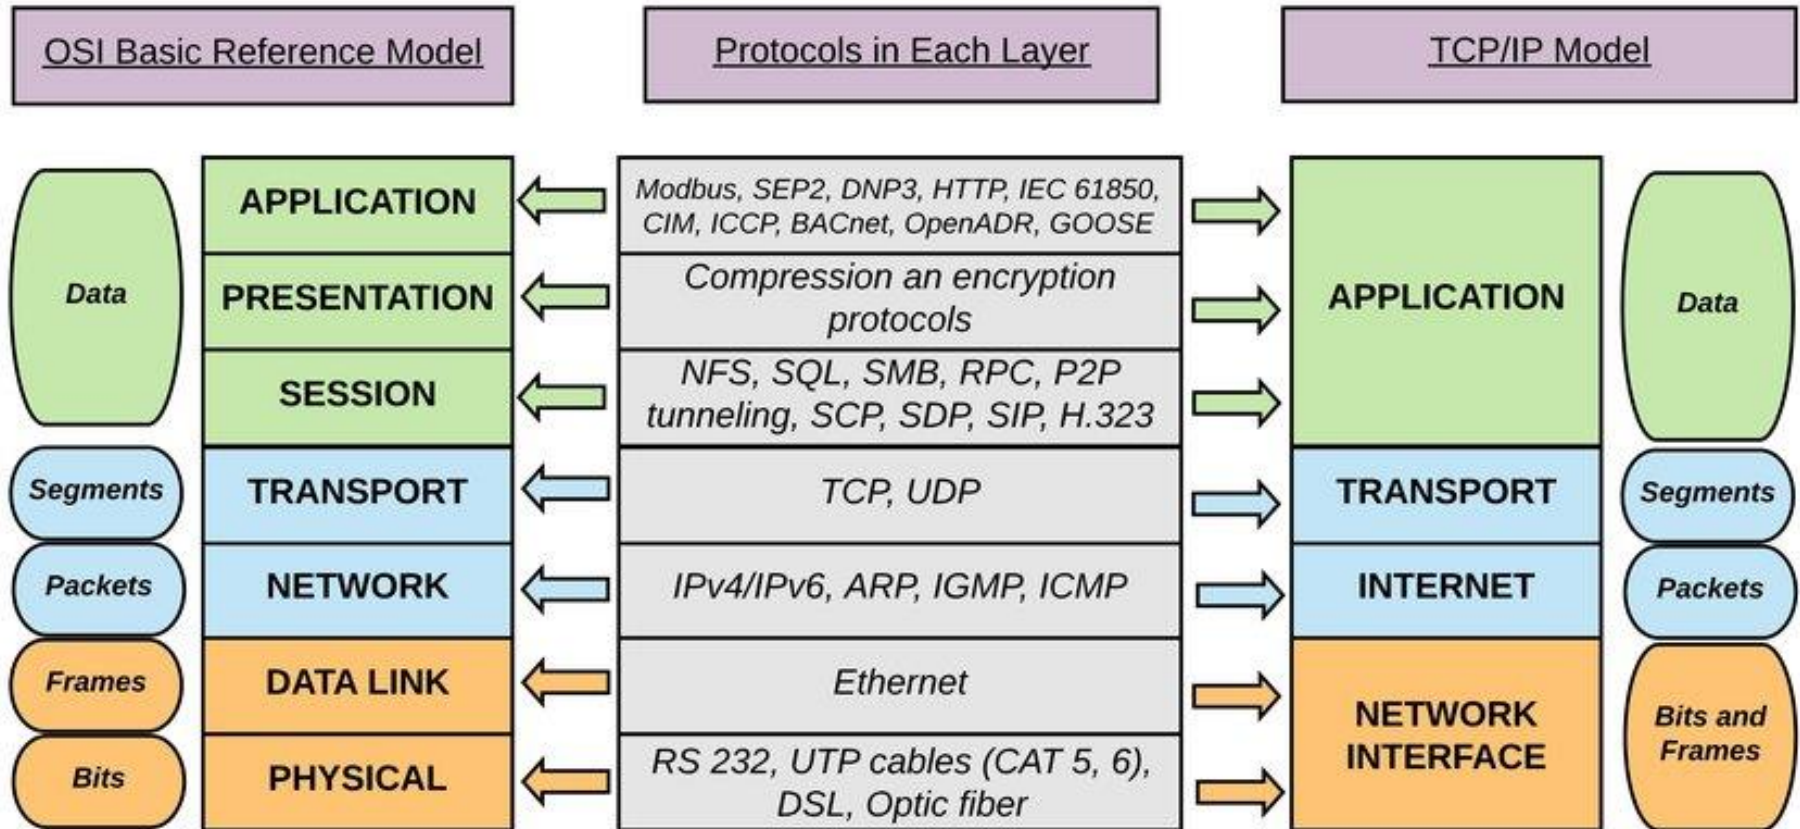 OSI Basic Reference Model
Protocols in Each Layer
TCP/IP Model
Data
APPLICATION
PRESENTATION
SESSION
Segments
TRANSPORT
Packets
NETWORK
Frames
DATA LINK
Bits
PHYSICAL
Modbus, SEP2, DNP3, HTTP, IEC 61850,
CIM, ICCP, BACnet, OpenADR, GOOSE
Compression an encryption
protocols
NFS, SQL, SMB, RPC, P2P
tunneling, SCP, SDP, SIP, H.323
TCP, UDP
IPv4/IPv6, ARP, IGMP, ICMP
Ethernet
RS 232, UTP cables (CAT 5, 6),
DSL, Optic fiber
APPLICATION
Data
TRANSPORT
Segments
INTERNET
Packets
NETWORK
INTERFACE
Bits and
Frames